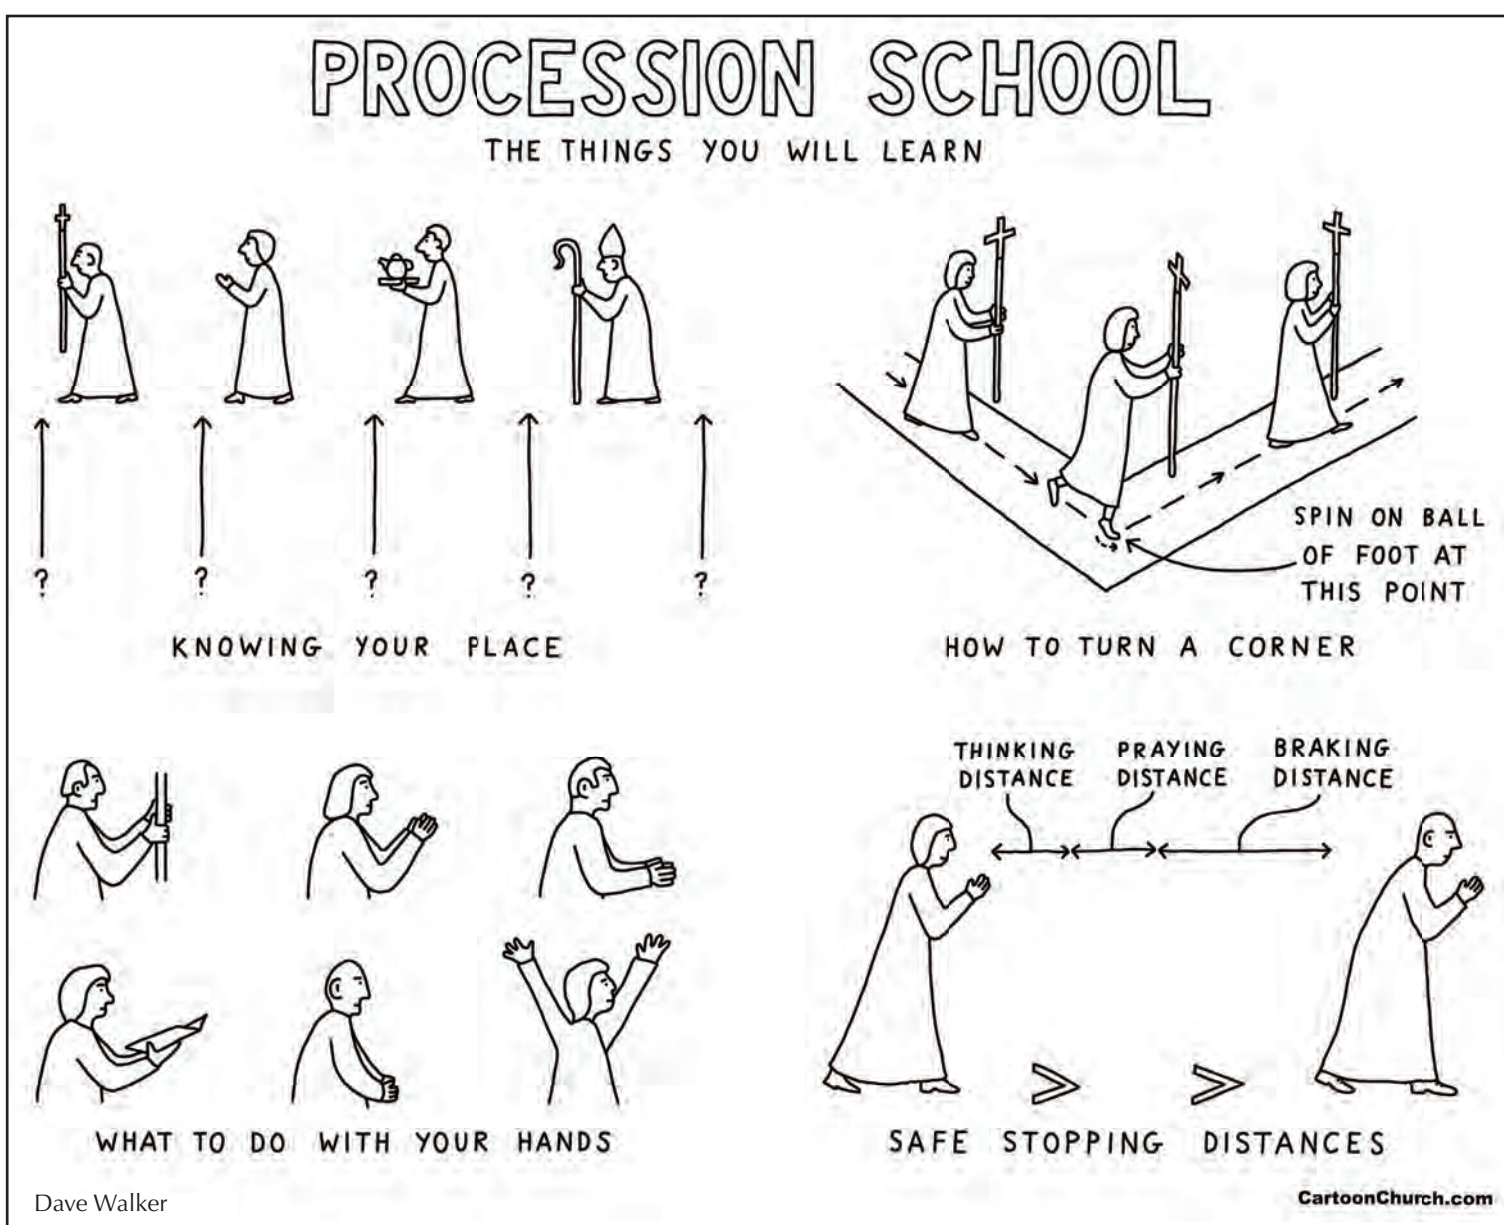 PROCESSION SCHOOL
THE THINGS YOU WILL LEARN
? ? ? ? ?
KNOWING YOUR PLACE
SPIN ON BALL
OF FOOT AT
THIS POINT
HOW TO TURN A CORNER
WHAT TO DO WITH YOUR HANDS
THINKING
DISTANCE
PRAYING
DISTANCE
BRAKING
DISTANCE
SAFE STOPPING DISTANCES
Dave Walker
CartoonChurch.com